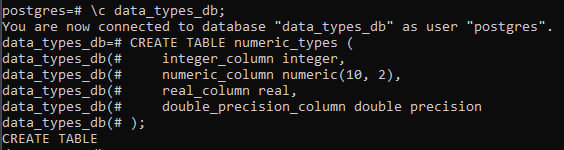 postgres=# \c data_types_db;
You are now connected to database "data_types_db" as user "postgres".
data_types_db=# CREATE TABLE numeric_types (
data_types_db(#     integer_column integer,
data_types_db(#     numeric_column numeric(10, 2),
data_types_db(#     real_column real,
data_types_db(#     double_precision_column double precision
data_types_db(# );
CREATE TABLE